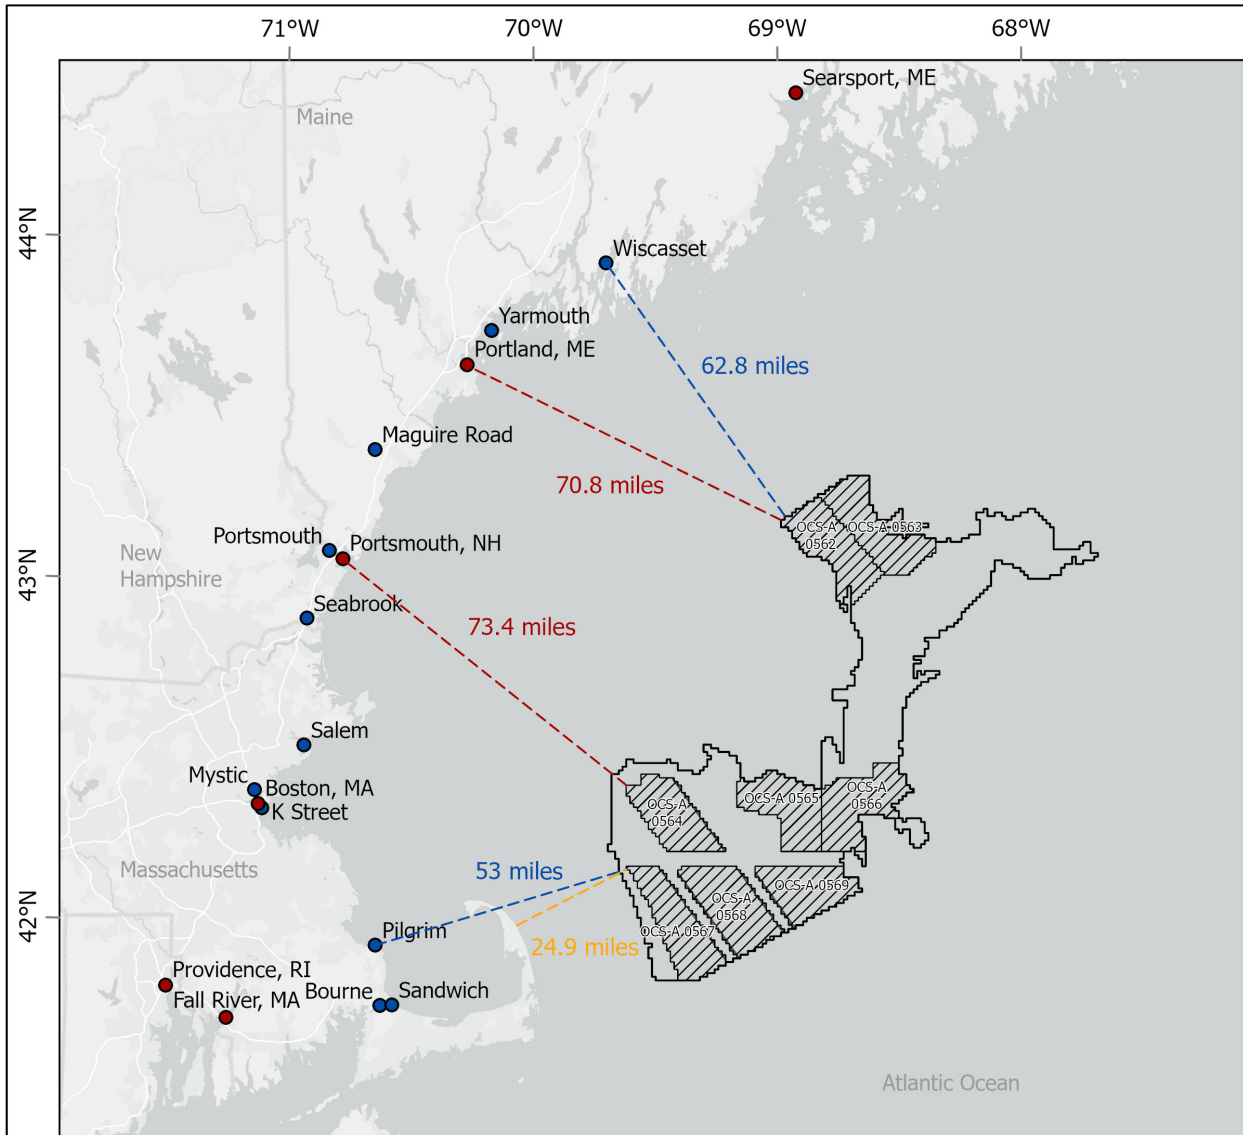 71°W
70°W
69°W
68°W
Searsport, ME
Maine
44°N
Wiscasset
Yarmouth
Portland, ME
62.8 miles
Maguire Road
70.8 miles
Portsmouth
Portsmouth, NH
OCS-A
0562
OCS-A 0563
New
Hampshire
43°N
Seabrook
73.4 miles
Salem
Mystic
Boston, MA
K Street
OCS-A
0564
OCS-A 0565
OCS-A
0566
Massachusetts
53 miles
OCS-A 0569
OCS-A
0568
42°N
Pilgrim
OCS-A 0567
24.9 miles
Providence, RI
Fall River, MA
Bourne
Sandwich
Atlantic Ocean